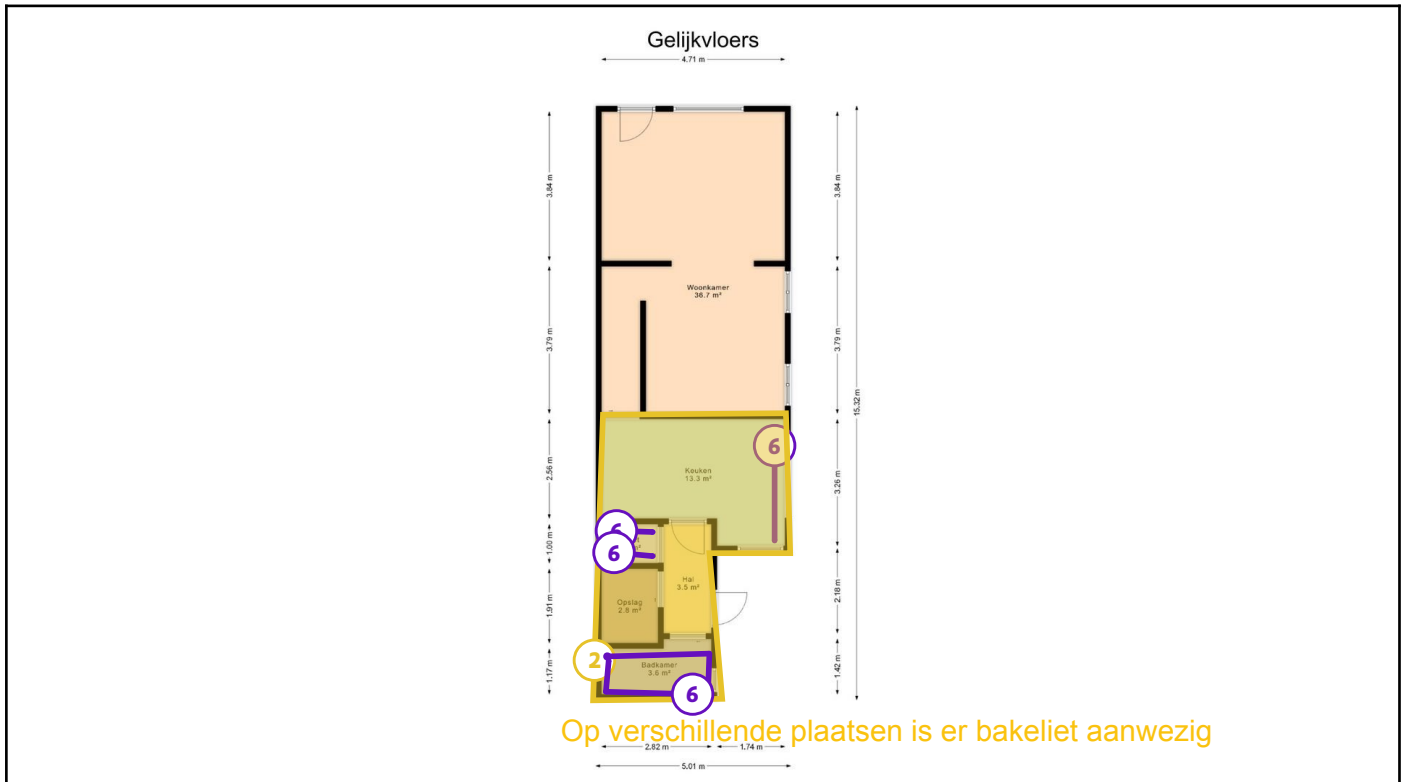 Gelijkvloers
4.71 m
3.84 m
3.84 m
Woonkamer
36.7 m²
3.79 m
3.79 m
15.32 m
6
Keuken
13.3 m²
2.56 m
3.26 m
6
6
1.00 m
Hal
3.5 m²
Opslag
2.8 m²
1.91 m
2.18 m
2
Badkamer
3.6 m²
6
1.17 m
1.42 m
Op verschillende plaatsen is er bakeliet aanwezig
2.82 m
1.74 m
5.01 m